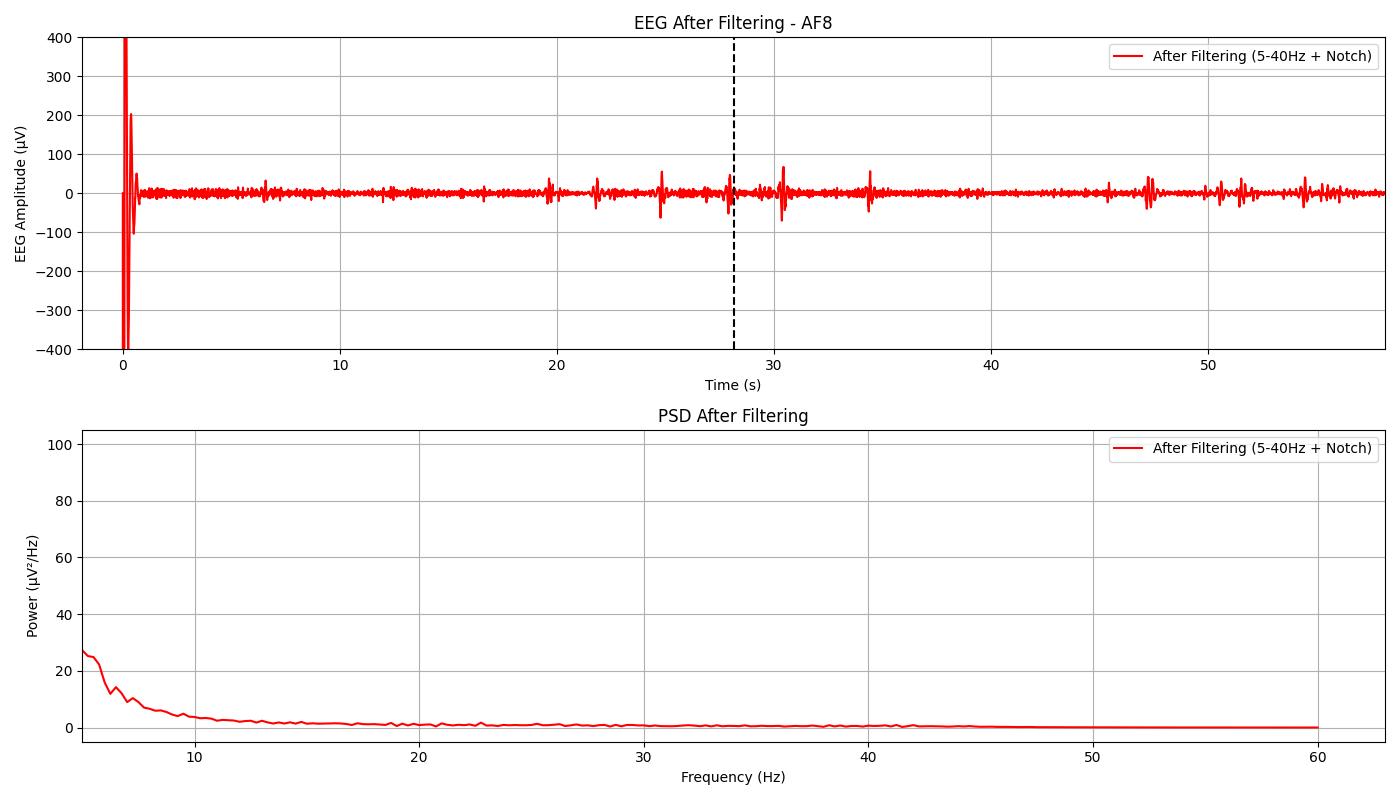 EEG After Filtering - AF8
After Filtering (5-40Hz + Notch)
EEG Amplitude (µV)
400
300
200
100
0
−100
−200
−300
−400
0 10 20 30 40 50
Time (s)
PSD After Filtering
After Filtering (5-40Hz + Notch)
Power (µV²/Hz)
100
80
60
40
20
0
10 20 30 40 50 60
Frequency (Hz)